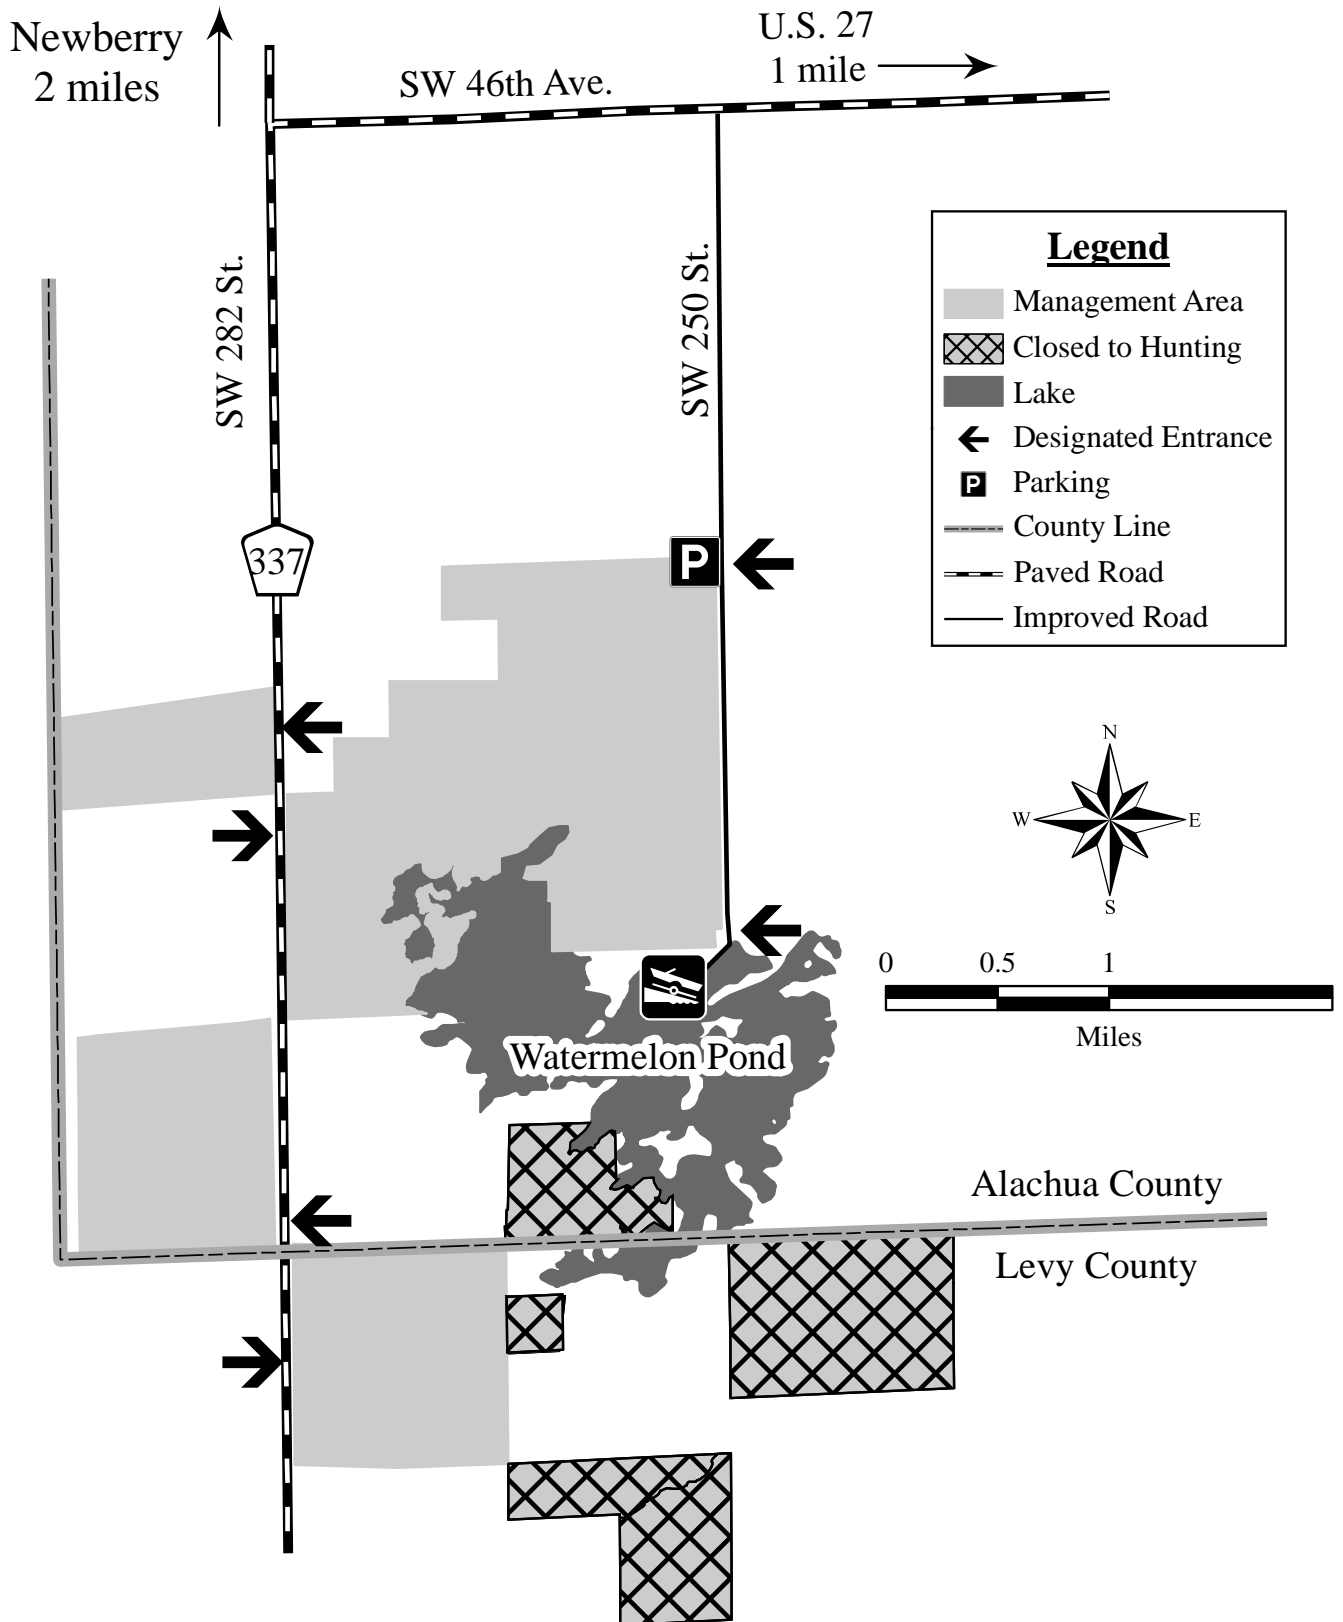 Newberry
2 miles
U.S. 27
1 mile
SW 46th Ave.
SW 282 St.
SW 250 St.
Legend
Management Area
Closed to Hunting
Lake
Designated Entrance
P Parking
County Line
Paved Road
Improved Road
337
P
N
W E
S
0 0.5 1
Miles
Watermelon Pond
Alachua County
Levy County